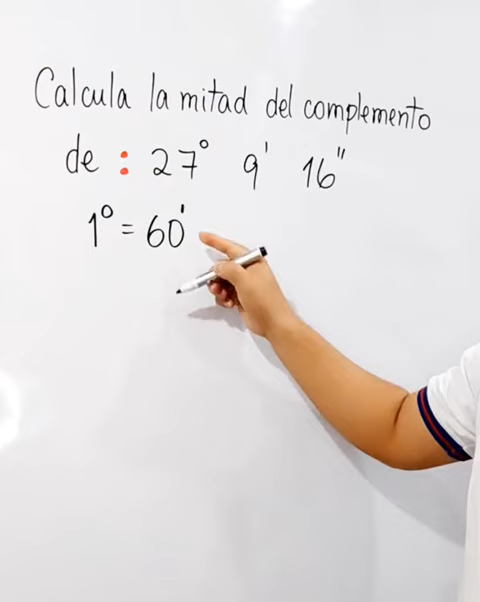 Calcula la mitad del complemento
de : 27° 9' 16"
1° = 60'